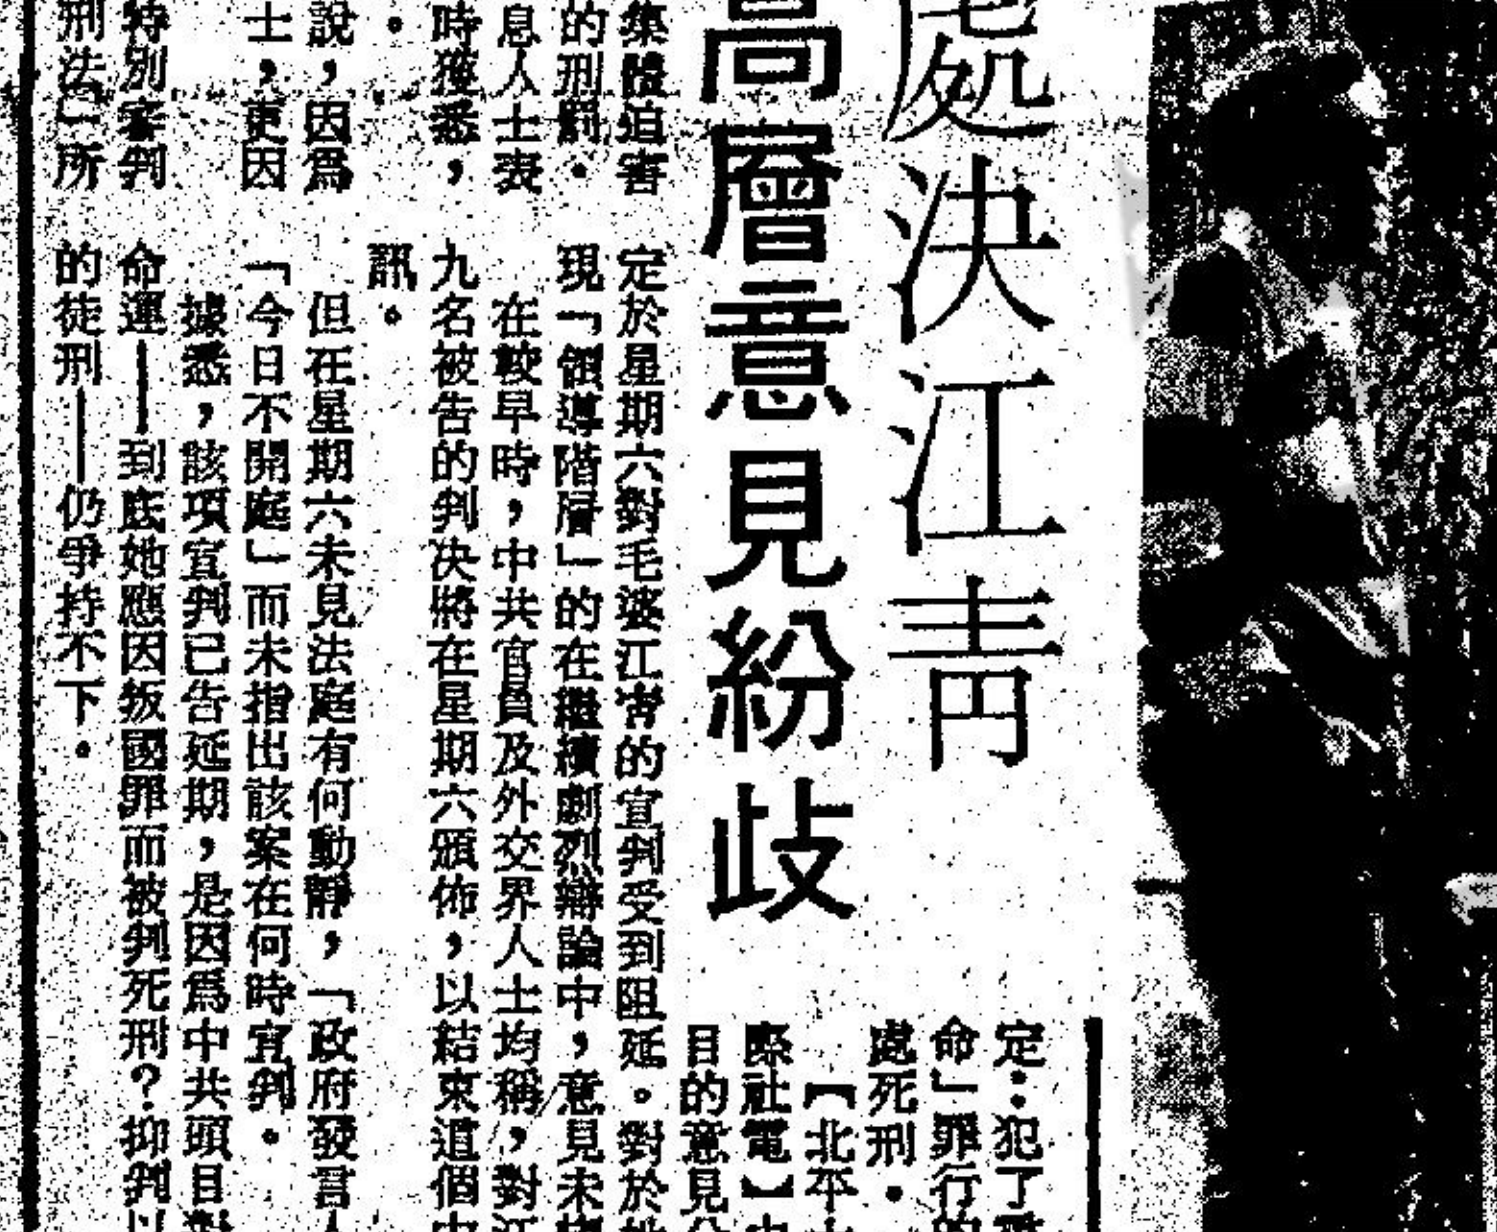 處決江青
高層意見紛歧
定：犯了
命」罪行的
處死刑。
【北平
際社電】
目的意見
集體迫害
定於星期六對毛婆江青的宣判受到阻延。對於
的刑罰。
現「領導階層」的在繼續劇烈辯論中，意見未
息人士表
在較早時，中共官員及外交界人士均稱，對江
時獲悉，
九名被告的判决將在星期六頒佈，以結束這個
。
訊。
說，因爲
但在星期六未見法庭有何動靜，「政府發言人
士，更因
「今日不開庭」而未指出該案在何時宣判。
據悉，該項宣判已告延期，是因爲中共頭目對
特別審判
命運——到底她應因叛國罪而被判死刑？抑判以
刑法」所
的徒刑——仍爭持不下。